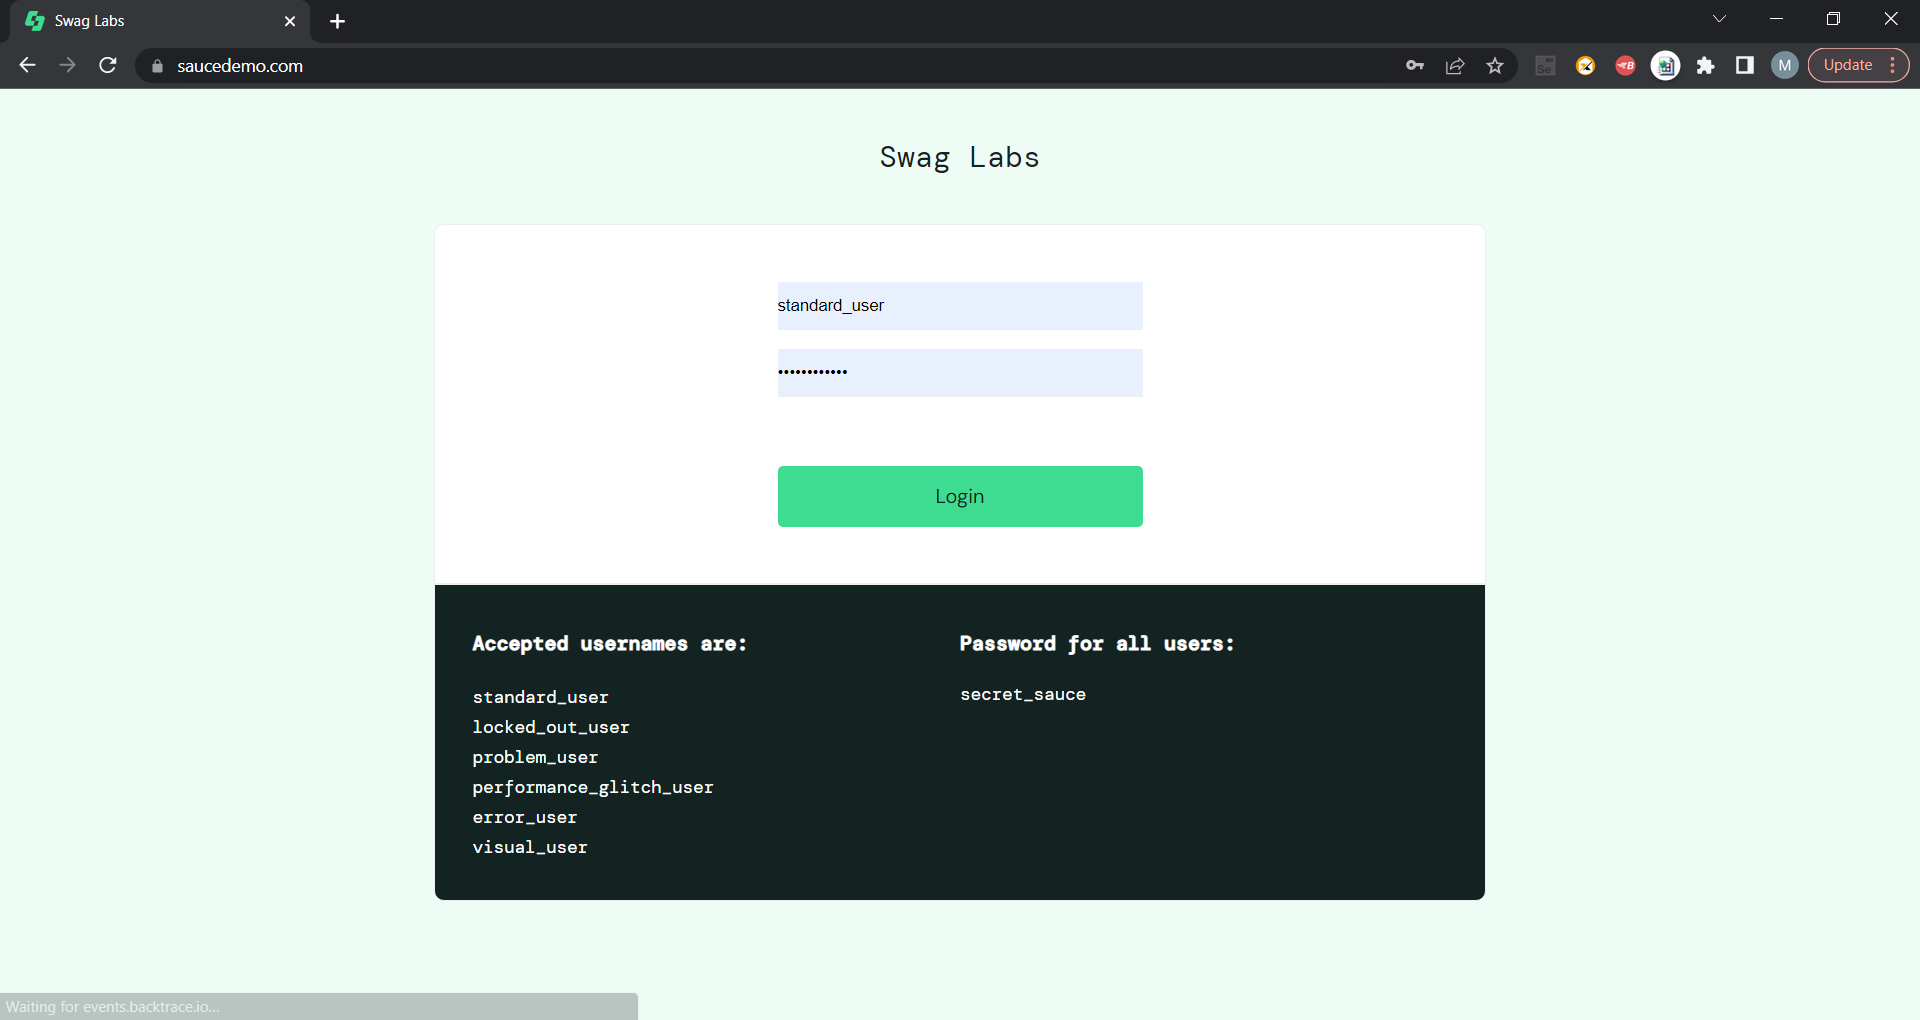 Swag Labs
saucedemo.com
Se
B
M
Update
Swag Labs
standard_user
••••••••••••
Login
Accepted usernames are:
standard_user
locked_out_user
problem_user
performance_glitch_user
error_user
visual_user
Password for all users:
secret_sauce
Waiting for events.backtrace.io...